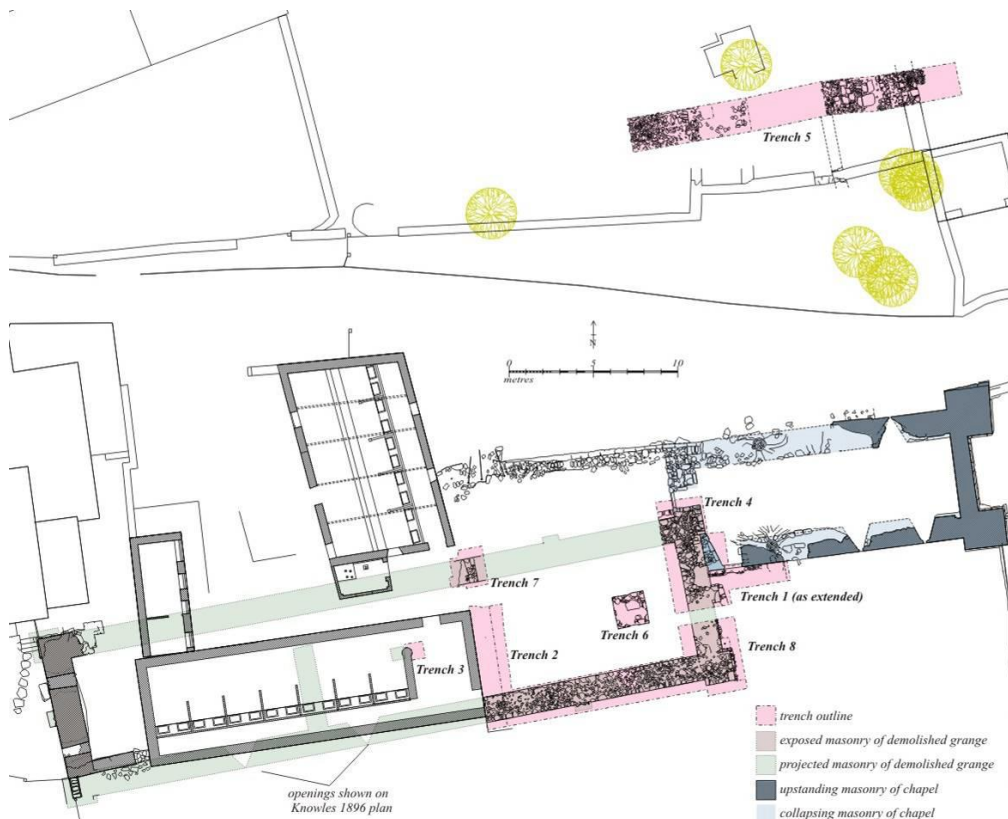 Trench 5
N
0 5 10
metres
Trench 4
Trench 7
Trench 1 (as extended)
Trench 6
Trench 3
Trench 2
Trench 8
openings shown on
Knowles 1896 plan
trench outline
exposed masonry of demolished grange
projected masonry of demolished grange
upstanding masonry of chapel
collapsing masonry of chapel